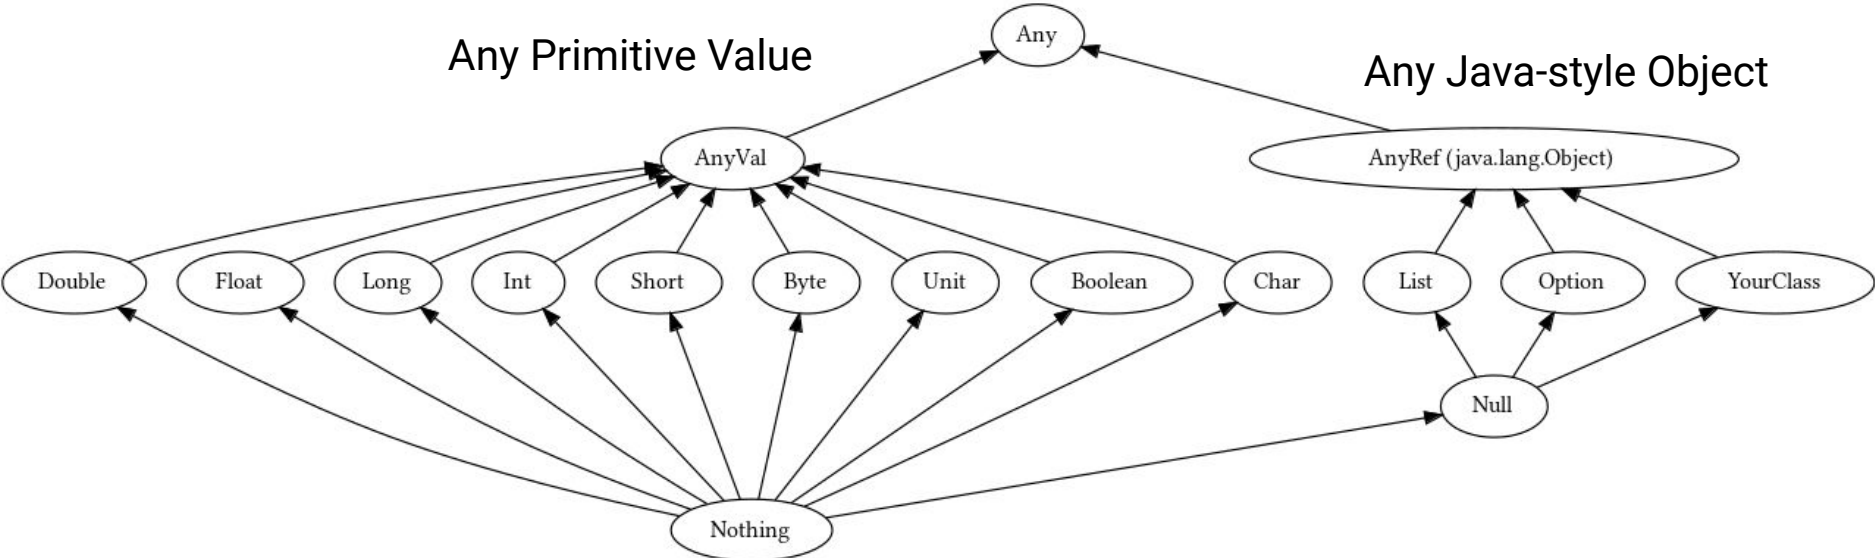 Any
Any Primitive Value
Any Java-style Object
AnyVal
AnyRef (java.lang.Object)
Double
Float
Long
Int
Short
Byte
Unit
Boolean
Char
List
Option
YourClass
Null
Nothing